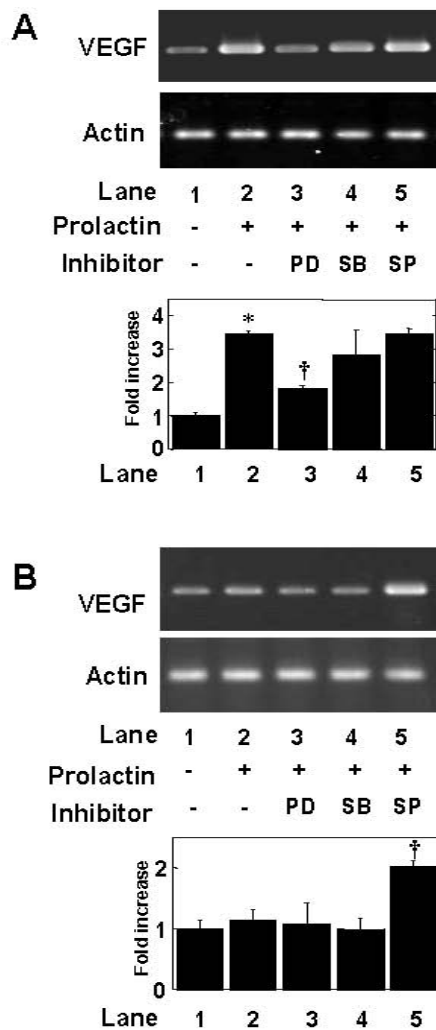 A
VEGF
Actin
Lane 1 2 3 4 5
Prolactin - + + + +
Inhibitor - - PD SB SP
Fold increase
4
3
2
1
0
* †
Lane 1 2 3 4 5
B
VEGF
Actin
Lane 1 2 3 4 5
Prolactin - + + + +
Inhibitor - - PD SB SP
Fold increase
2
1
0
†
Lane 1 2 3 4 5